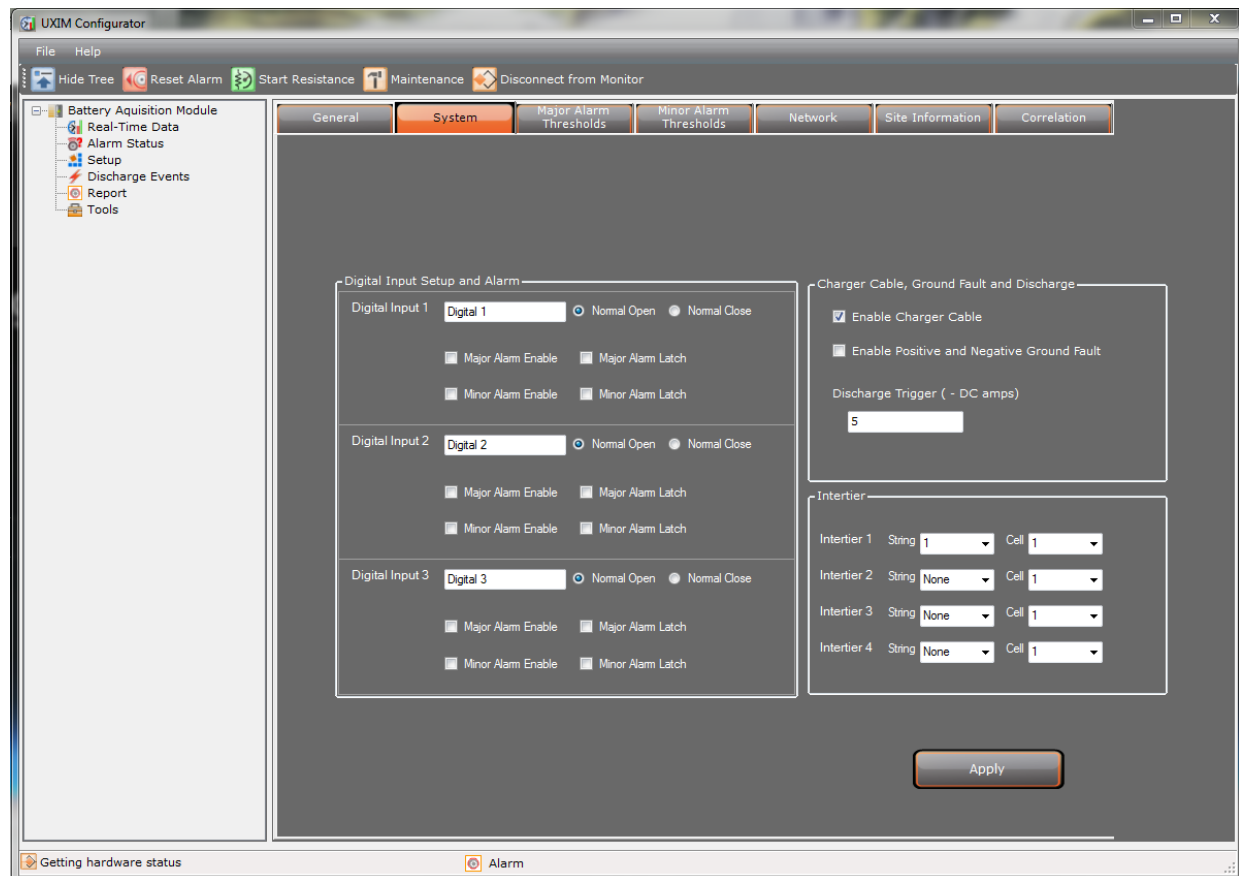 UXIM Configurator
File Help
Hide Tree Reset Alarm Start Resistance Maintenance Disconnect from Monitor
Battery Aquisition Module
Real-Time Data
Alarm Status
Setup
Discharge Events
Report
Tools
General System Major Alarm Thresholds Minor Alarm Thresholds Network Site Information Correlation
Digital Input Setup and Alarm
Digital Input 1 Digital 1 Normal Open Normal Close
Major Alarm Enable Major Alarm Latch
Minor Alarm Enable Minor Alarm Latch
Digital Input 2 Digital 2 Normal Open Normal Close
Major Alarm Enable Major Alarm Latch
Minor Alarm Enable Minor Alarm Latch
Digital Input 3 Digital 3 Normal Open Normal Close
Major Alarm Enable Major Alarm Latch
Minor Alarm Enable Minor Alarm Latch
Charger Cable, Ground Fault and Discharge
Enable Charger Cable
Enable Positive and Negative Ground Fault
Discharge Trigger ( - DC amps)
5
Intertier
Intertier 1 String 1 Cell 1
Intertier 2 String None Cell 1
Intertier 3 String None Cell 1
Intertier 4 String None Cell 1
Apply
Getting hardware status Alarm